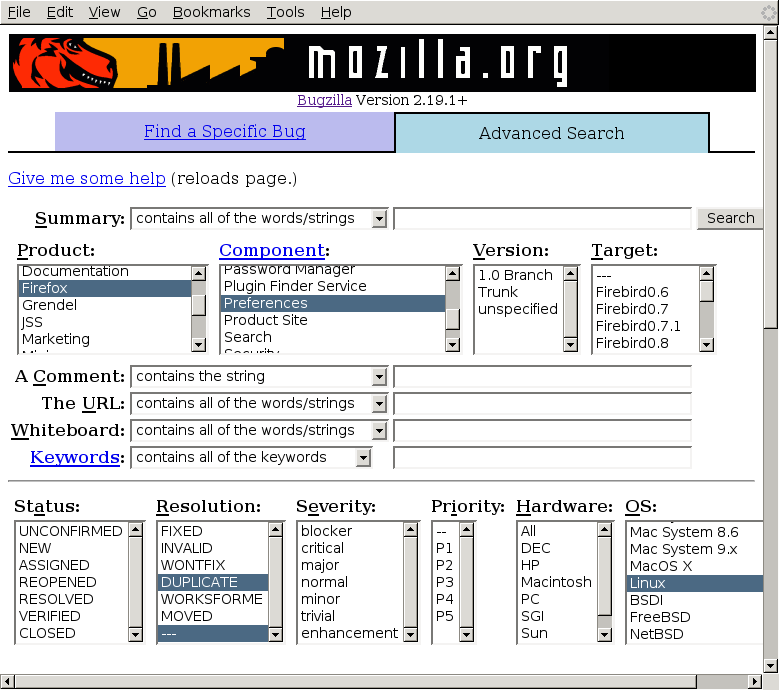 File Edit View Go Bookmarks Tools Help
mozilla.org
Bugzilla Version 2.19.1+
Find a Specific Bug Advanced Search
Give me some help (reloads page.)
Summary: contains all of the words/strings Search
Product: Component: Version: Target:
Documentation Password Manager 1.0 Branch ---
Firefox Plugin Finder Service Trunk Firebird0.6
Grendel Preferences unspecified Firebird0.7
JSS Product Site Firebird0.7.1
Marketing Search Firebird0.8
Security
A Comment: contains the string
The URL: contains all of the words/strings
Whiteboard: contains all of the words/strings
Keywords: contains all of the keywords
Status: Resolution: Severity: Priority: Hardware: OS:
UNCONFIRMED FIXED blocker -- All Mac System 8.6
NEW INVALID critical P1 DEC Mac System 9.x
ASSIGNED WONTFIX major P2 HP MacOS X
REOPENED DUPLICATE normal P3 Macintosh Linux
RESOLVED WORKSFORME minor P4 PC BSDI
VERIFIED MOVED trivial P5 SGI FreeBSD
CLOSED --- enhancement Sun NetBSD